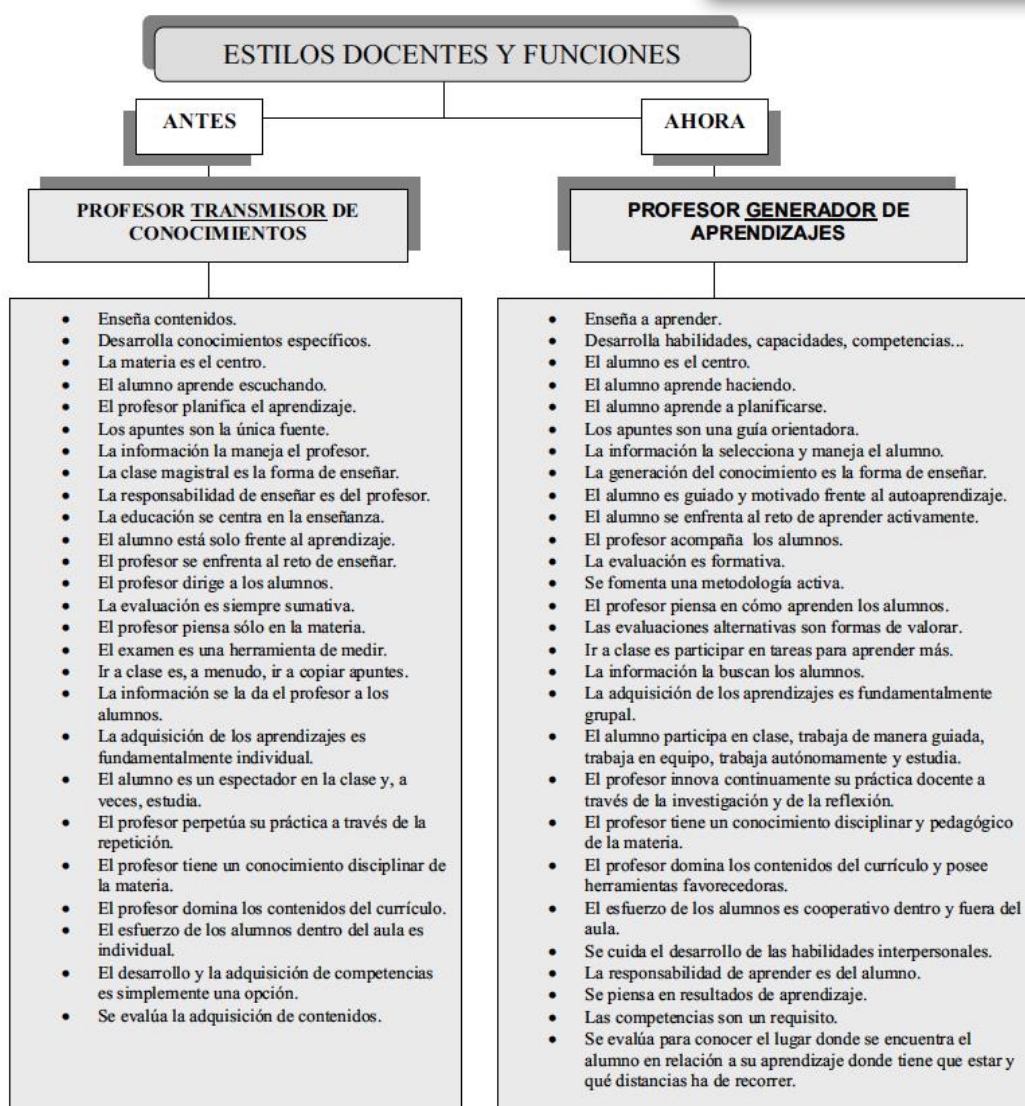 ESTILOS DOCENTES Y FUNCIONES
ANTES
AHORA
PROFESOR TRANSMISOR DE
CONOCIMIENTOS
PROFESOR GENERADOR DE
APRENDIZAJES
• Enseña contenidos.
• Desarrolla conocimientos específicos.
• La materia es el centro.
• El alumno aprende escuchando.
• El profesor planifica el aprendizaje.
• Los apuntes son la única fuente.
• La información la maneja el profesor.
• La clase magistral es la forma de enseñar.
• La responsabilidad de enseñar es del profesor.
• La educación se centra en la enseñanza.
• El alumno está solo frente al aprendizaje.
• El profesor se enfrenta al reto de enseñar.
• El profesor dirige a los alumnos.
• La evaluación es siempre sumativa.
• El profesor piensa sólo en la materia.
• El examen es una herramienta de medir.
• Ir a clase es, a menudo, ir a copiar apuntes.
• La información se la da el profesor a los
alumnos.
• La adquisición de los aprendizajes es
fundamentalmente individual.
• El alumno es un espectador en la clase y, a
veces, estudia.
• El profesor perpetúa su práctica a través de la
repetición.
• El profesor tiene un conocimiento disciplinar de
la materia.
• El profesor domina los contenidos del currículo.
• El esfuerzo de los alumnos dentro del aula es
individual.
• El desarrollo y la adquisición de competencias
es simplemente una opción.
• Se evalúa la adquisición de contenidos.
• Enseña a aprender.
• Desarrolla habilidades, capacidades, competencias...
• El alumno es el centro.
• El alumno aprende haciendo.
• El alumno aprende a planificarse.
• Los apuntes son una guía orientadora.
• La información la selecciona y maneja el alumno.
• La generación del conocimiento es la forma de enseñar.
• El alumno es guiado y motivado frente al autoaprendizaje.
• El alumno se enfrenta al reto de aprender activamente.
• El profesor acompaña los alumnos.
• La evaluación es formativa.
• Se fomenta una metodología activa.
• El profesor piensa en cómo aprenden los alumnos.
• Las evaluaciones alternativas son formas de valorar.
• Ir a clase es participar en tareas para aprender más.
• La información la buscan los alumnos.
• La adquisición de los aprendizajes es fundamentalmente
grupal.
• El alumno participa en clase, trabaja de manera guiada,
trabaja en equipo, trabaja autónomamente y estudia.
• El profesor innova continuamente su práctica docente a
través de la investigación y de la reflexión.
• El profesor tiene un conocimiento disciplinar y pedagógico
de la materia.
• El profesor domina los contenidos del currículo y posee
herramientas favorecedoras.
• El esfuerzo de los alumnos es cooperativo dentro y fuera del
aula.
• Se cuida el desarrollo de las habilidades interpersonales.
• La responsabilidad de aprender es del alumno.
• Se piensa en resultados de aprendizaje.
• Las competencias son un requisito.
• Se evalúa para conocer el lugar donde se encuentra el
alumno en relación a su aprendizaje donde tiene que estar y
qué distancias ha de recorrer.